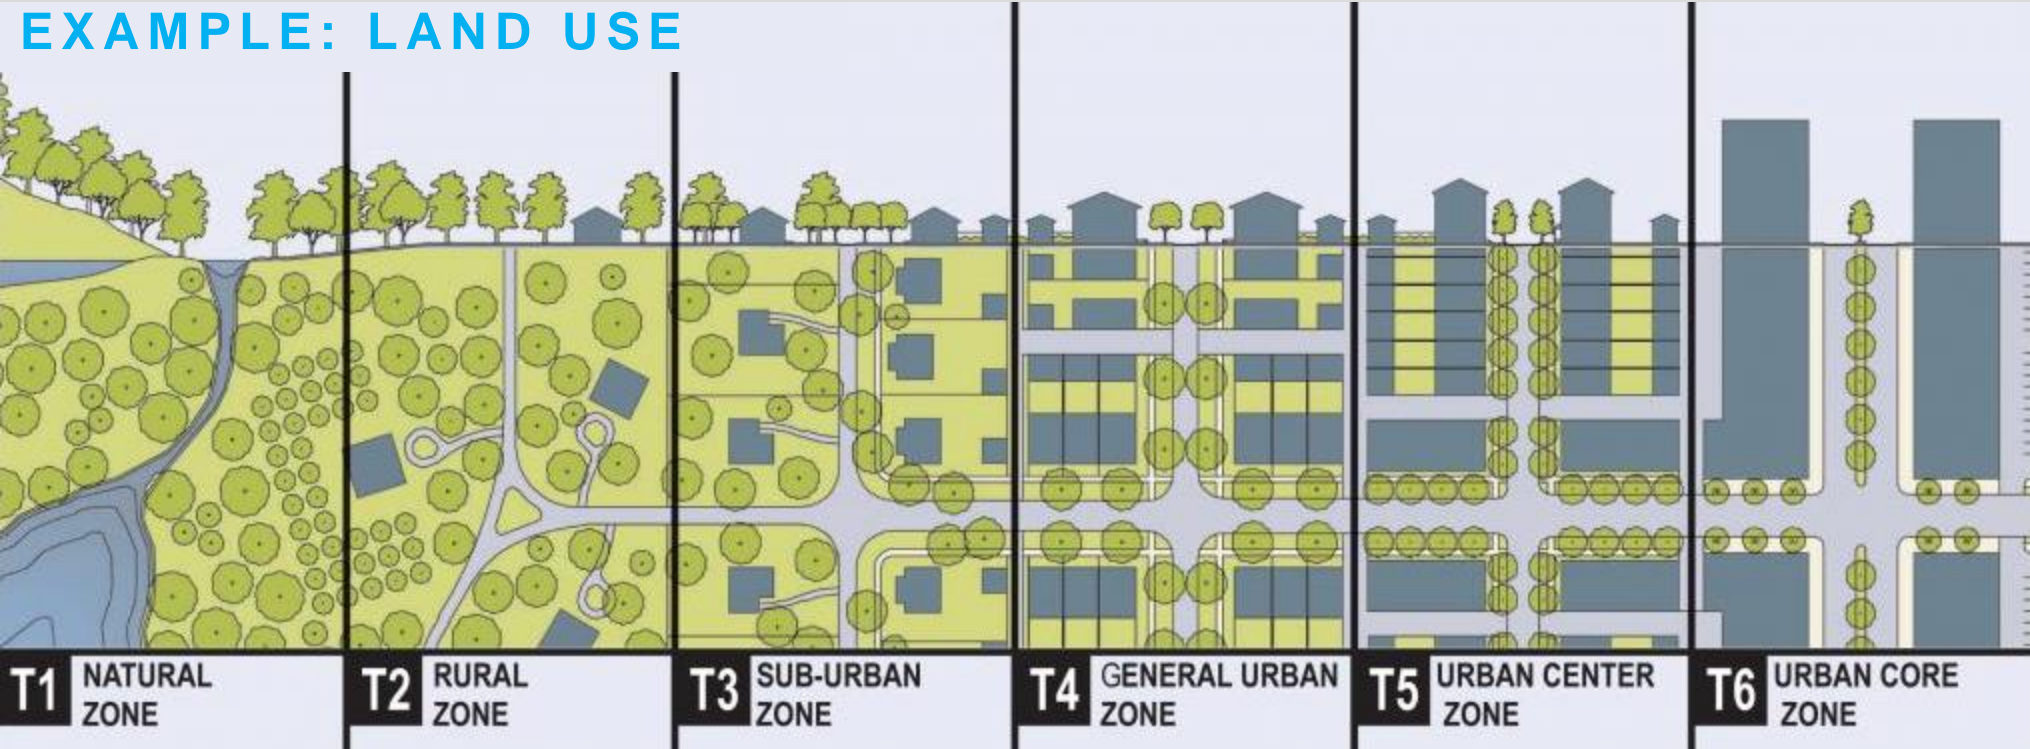 EXAMPLE: LAND USE
T1 NATURAL
ZONE
T2 RURAL
ZONE
T3 SUB-URBAN
ZONE
T4 GENERAL URBAN
ZONE
T5 URBAN CENTER
ZONE
T6 URBAN CORE
ZONE